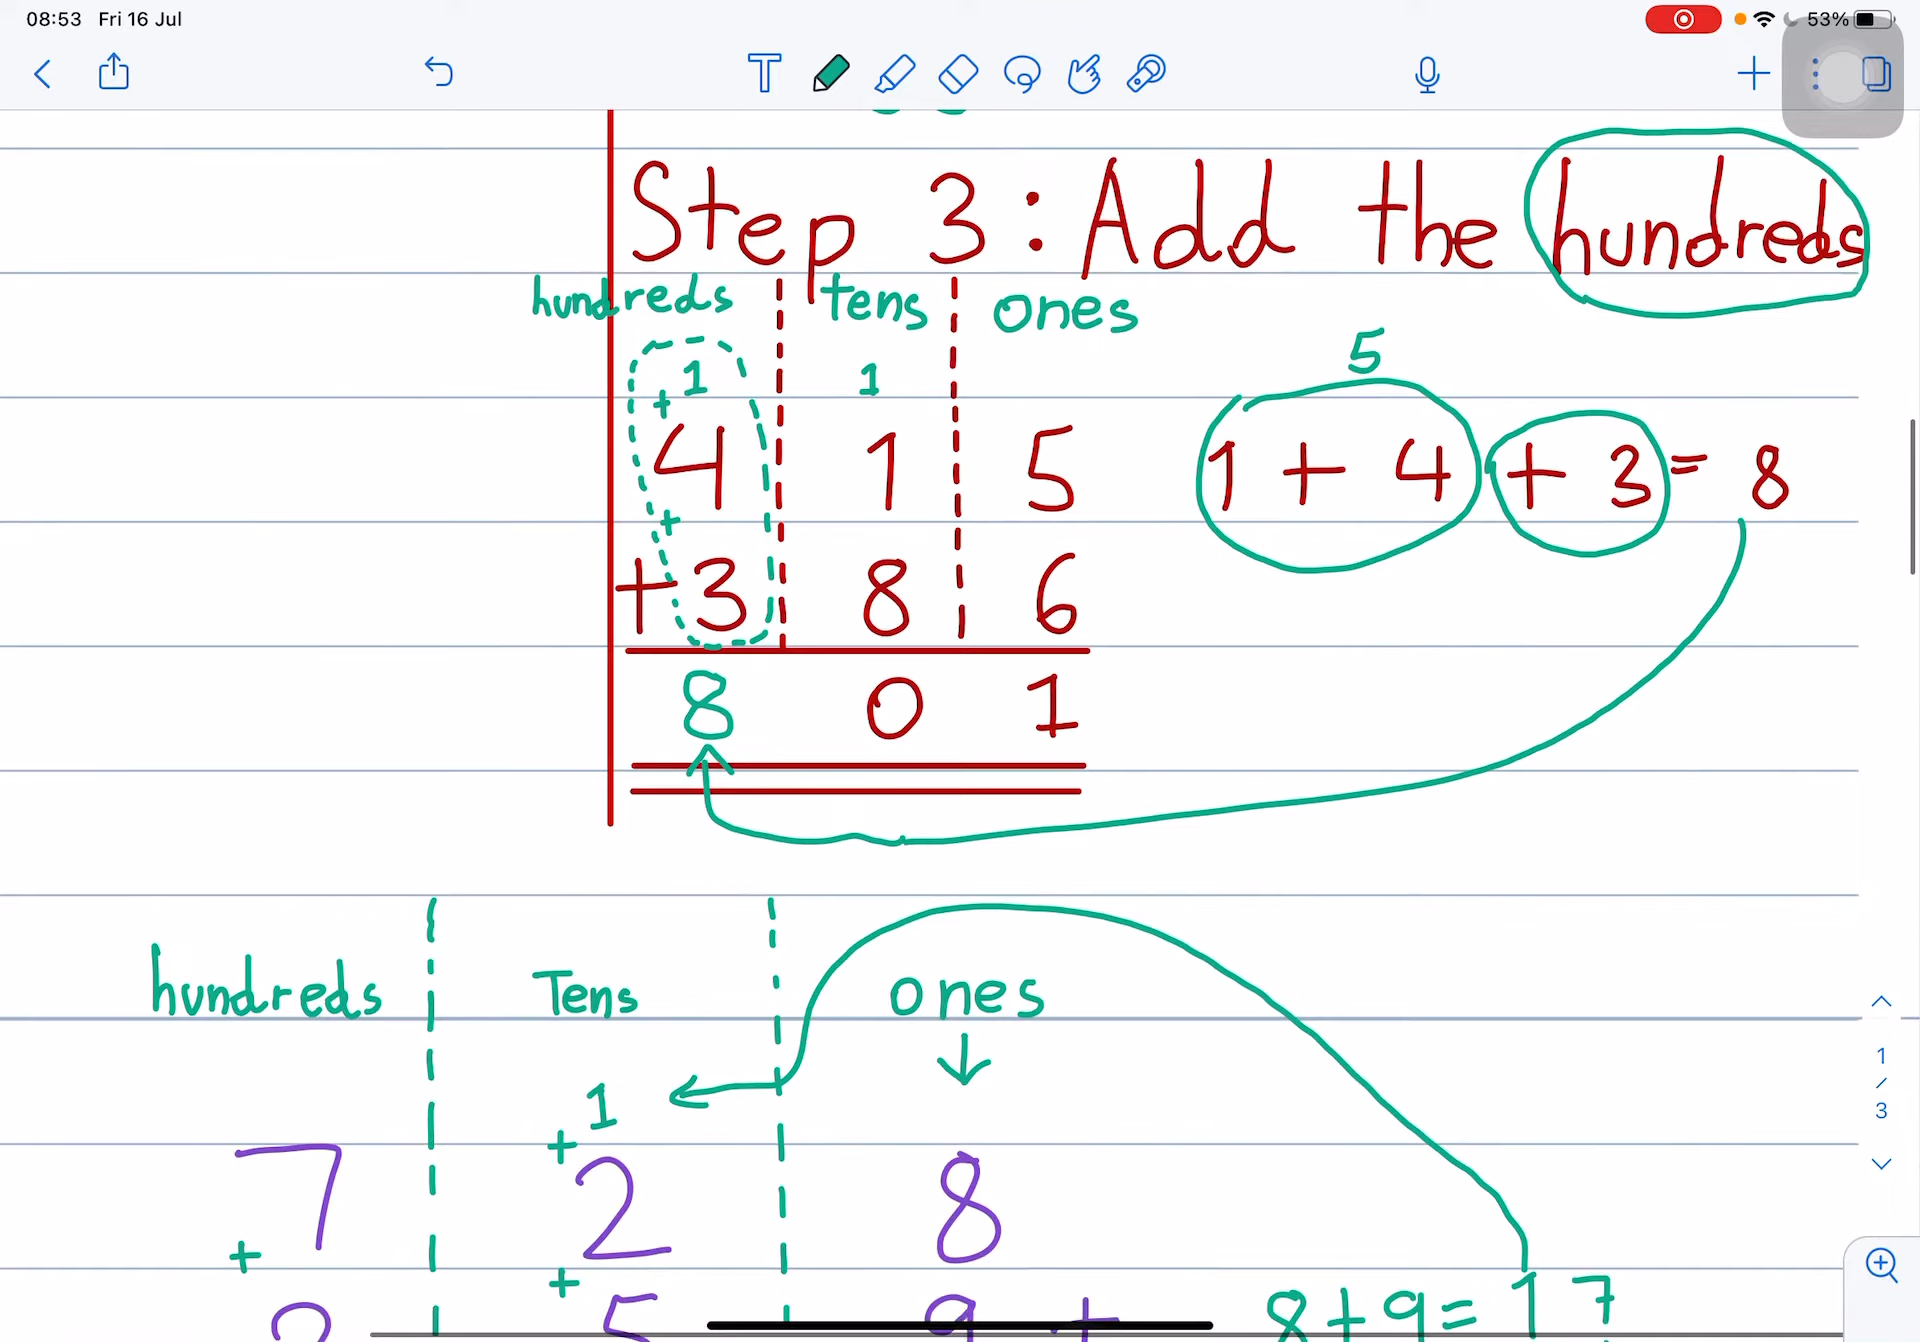 08:53 Fri 16 Jul 53%
Step 3: Add the hundreds
hundreds tens ones
5
1 1
+
4 1 5 1 + 4 + 3 = 8
+
+ 3 8 6
8 0 1
hundreds Tens ones
1
1
/
3
+
7 2 8
+ +
5 9 + 8+9=17